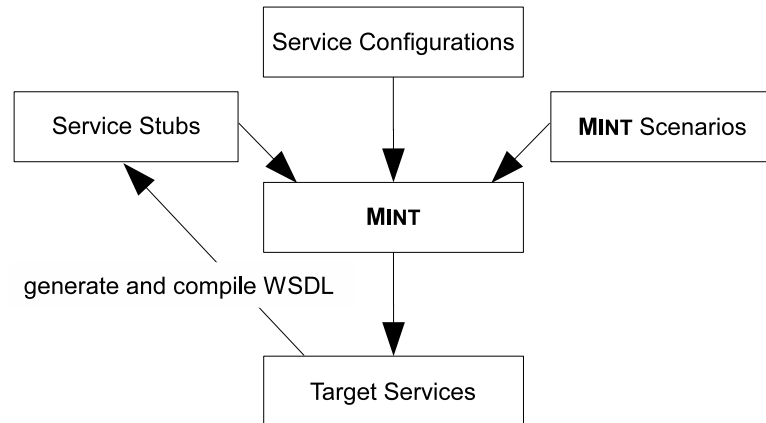 Service Configurations
Service Stubs
MINT Scenarios
MINT
generate and compile WSDL
Target Services